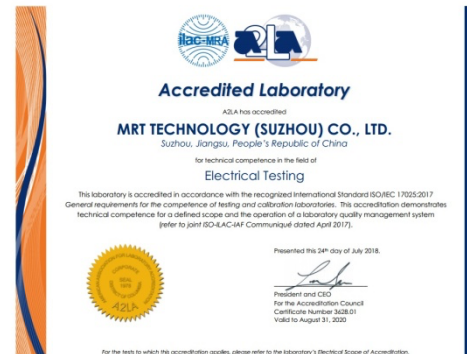 ilac-MRA
A2LA
Accredited Laboratory
A2LA has accredited
MRT TECHNOLOGY (SUZHOU) CO., LTD.
Suzhou, Jiangsu, People's Republic of China
for technical competence in the field of
Electrical Testing
This laboratory is accredited in accordance with the recognized International Standard ISO/IEC 17025:2017
General requirements for the competence of testing and calibration laboratories. This accreditation demonstrates
technical competence for a defined scope and the operation of a laboratory quality management system
(refer to joint ISO-ILAC-IAF Communiqué dated April 2017).
Presented this 24th day of July 2018.
President and CEO
For the Accreditation Council
Certificate Number 3628.01
Valid to August 31, 2020
CORPORATE
SEAL
1978
A2LA
For the tests to which this accreditation applies, please refer to the laboratory's Electrical Scope of Accreditation.